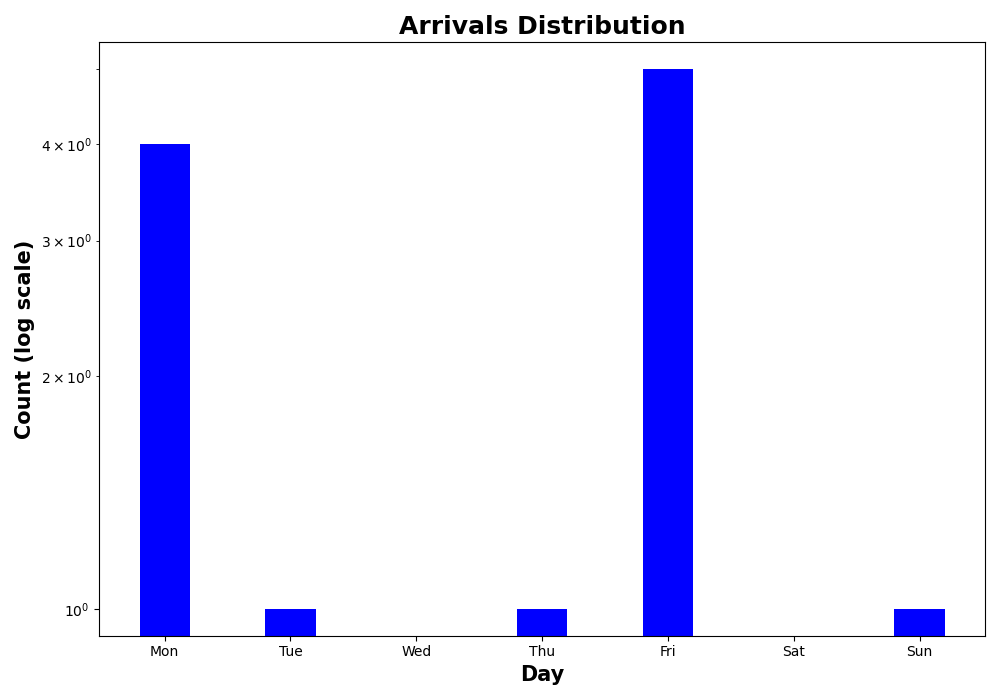 Arrivals Distribution
Count (log scale)
4 × 10⁰
3 × 10⁰
2 × 10⁰
10⁰
Mon Tue Wed Thu Fri Sat Sun
Day